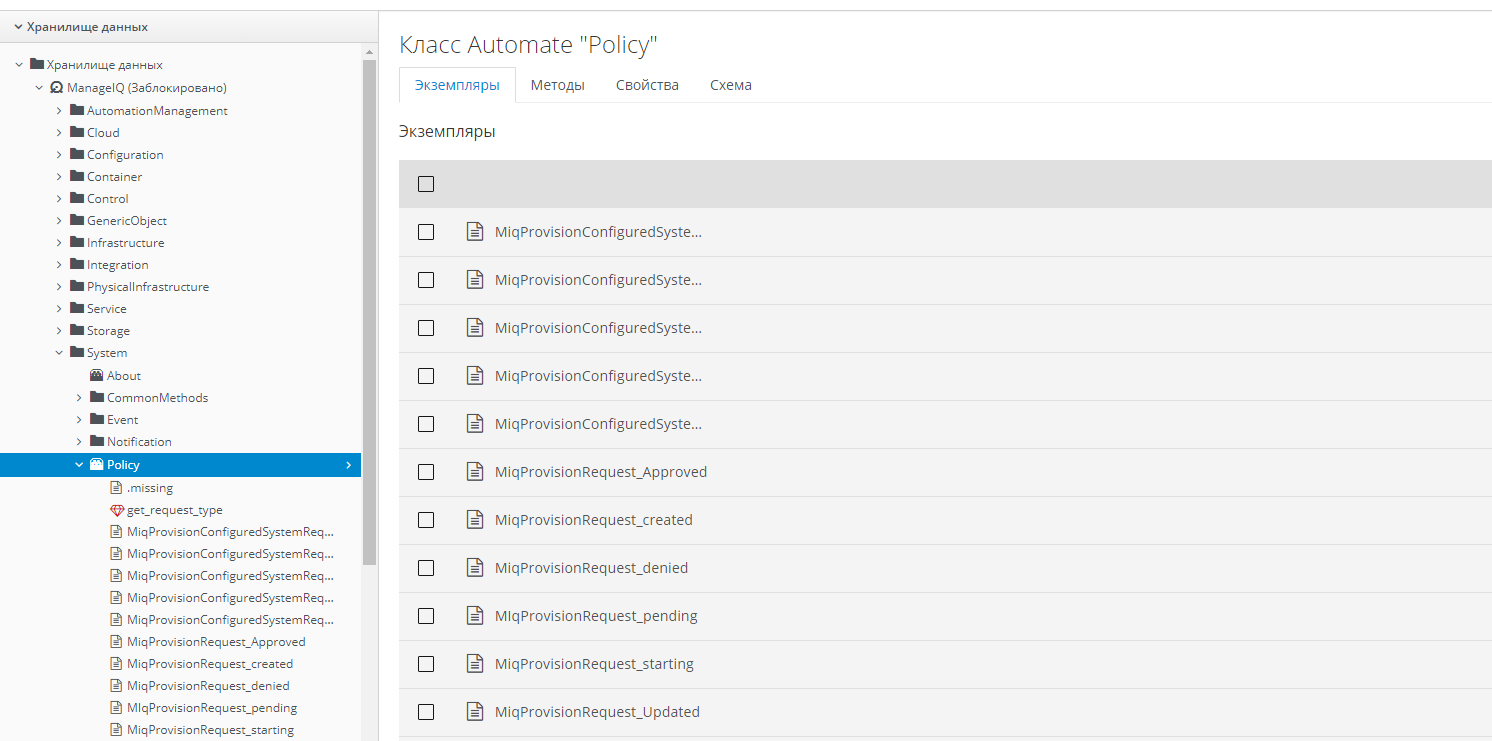 Хранилище данных
Хранилище данных
ManageIQ (Заблокировано)
AutomationManagement
Cloud
Configuration
Container
Control
GenericObject
Infrastructure
Integration
PhysicalInfrastructure
Service
Storage
System
About
CommonMethods
Event
Notification
Policy
.missing
get_request_type
MiqProvisionConfiguredSystemReq...
MiqProvisionConfiguredSystemReq...
MiqProvisionConfiguredSystemReq...
MiqProvisionConfiguredSystemReq...
MiqProvisionConfiguredSystemReq...
MiqProvisionRequest_Approved
MiqProvisionRequest_created
MiqProvisionRequest_denied
MIqProvisionRequest_pending
MiqProvisionRequest_starting
Класс Automate "Policy"
Экземпляры Методы Свойства Схема
Экземпляры
MiqProvisionConfiguredSyste...
MiqProvisionConfiguredSyste...
MiqProvisionConfiguredSyste...
MiqProvisionConfiguredSyste...
MiqProvisionConfiguredSyste...
MiqProvisionRequest_Approved
MiqProvisionRequest_created
MiqProvisionRequest_denied
MIqProvisionRequest_pending
MiqProvisionRequest_starting
MiqProvisionRequest_Updated